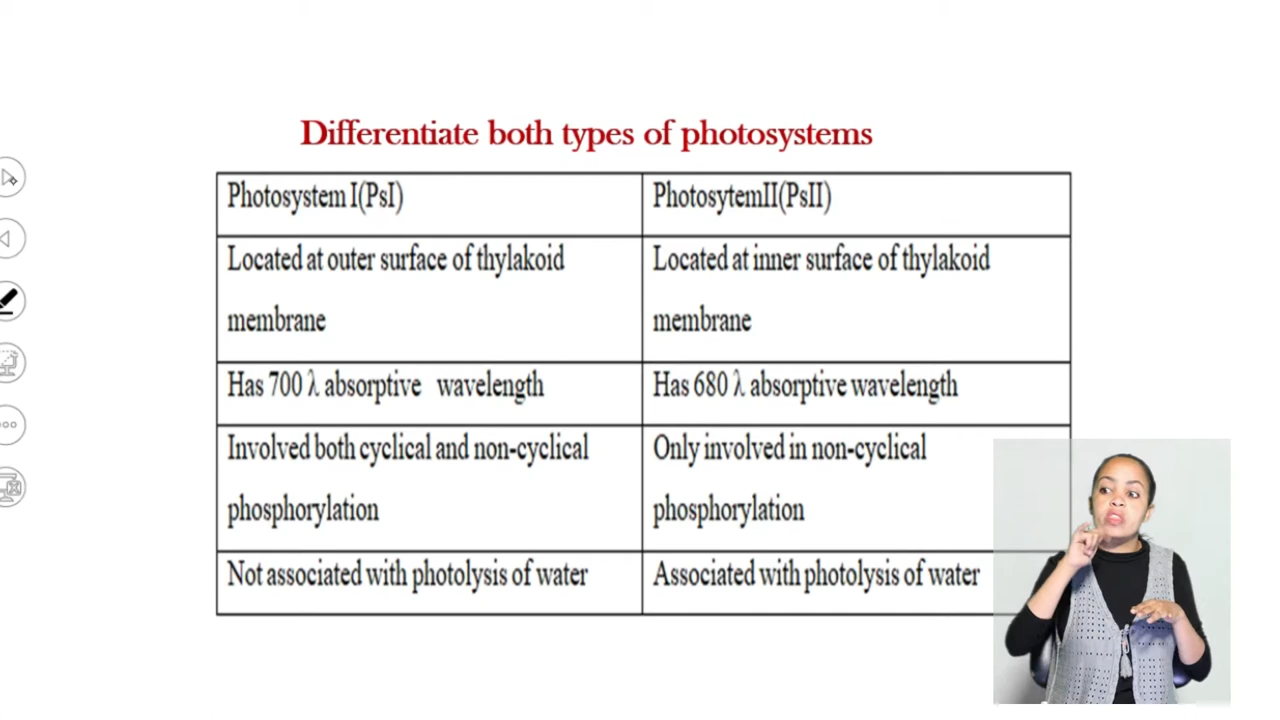 Differentiate both types of photosystems
Photosystem I(PsI)
PhotosytemII(PsII)
Located at outer surface of thylakoid
membrane
Located at inner surface of thylakoid
membrane
Has 700 λ absorptive wavelength
Has 680 λ absorptive wavelength
Involved both cyclical and non-cyclical
phosphorylation
Only involved in non-cyclical
phosphorylation
Not associated with photolysis of water
Associated with photolysis of water